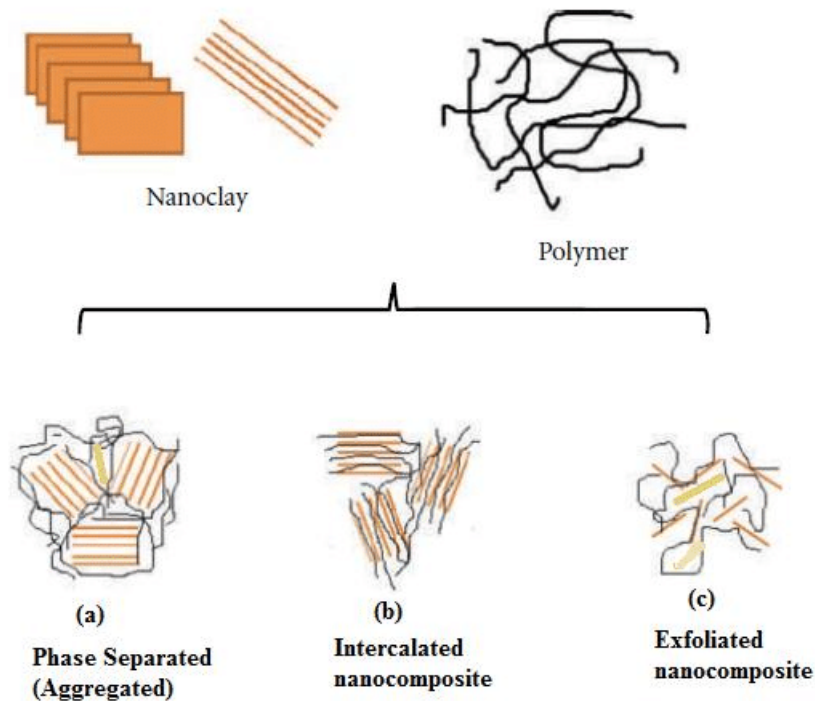 Nanoclay
Polymer
(a)
Phase Separated
(Aggregated)
(b)
Intercalated
nanocomposite
(c)
Exfoliated
nanocomposite